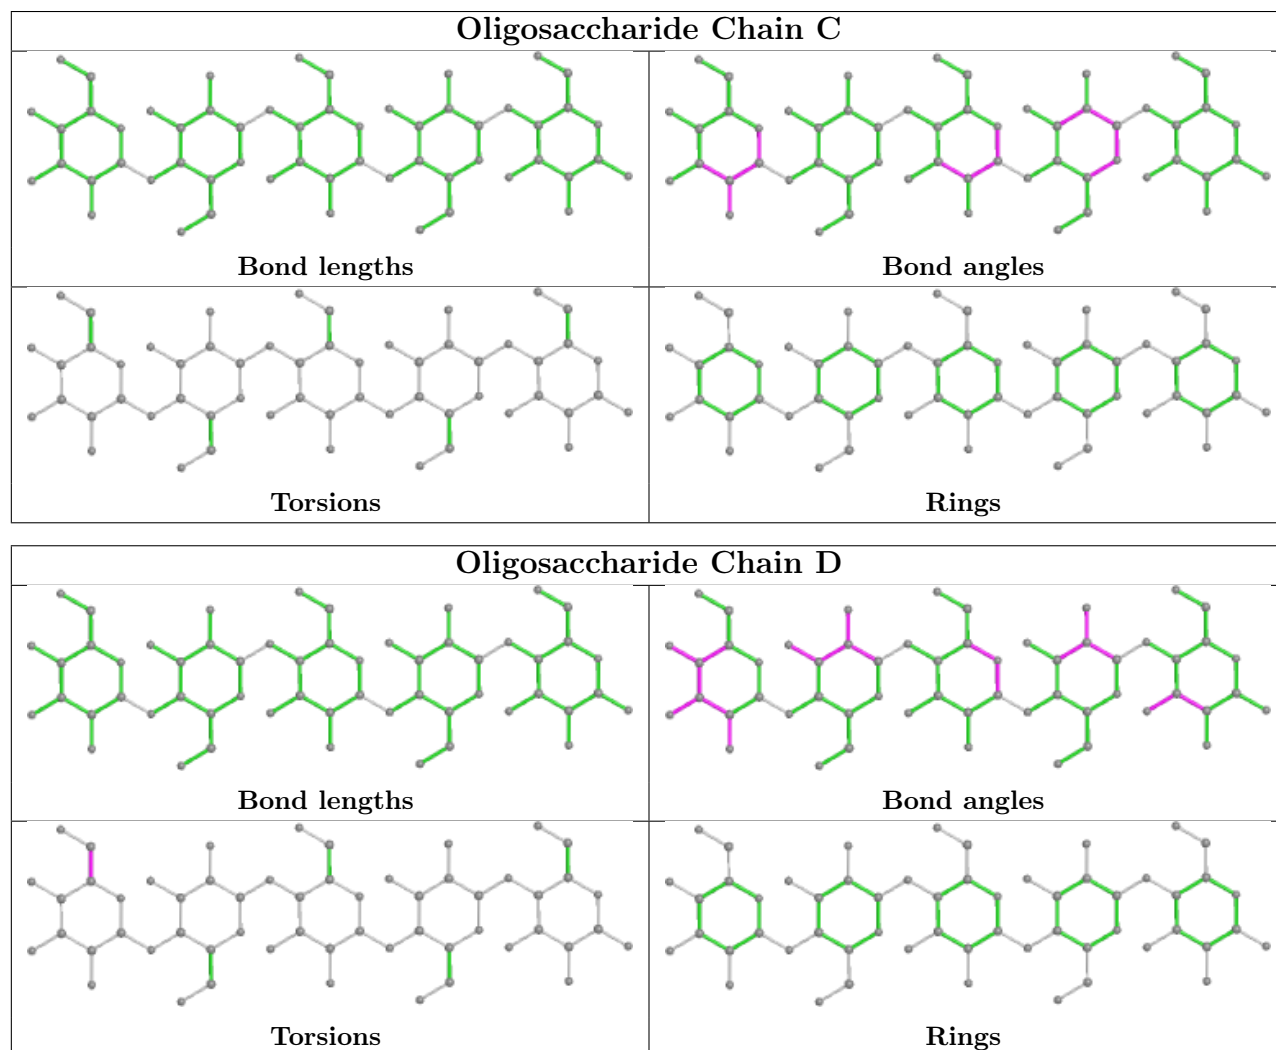 Oligosaccharide Chain C
Bond lengths
Bond angles
Torsions
Rings
Oligosaccharide Chain D
Bond lengths
Bond angles
Torsions
Rings